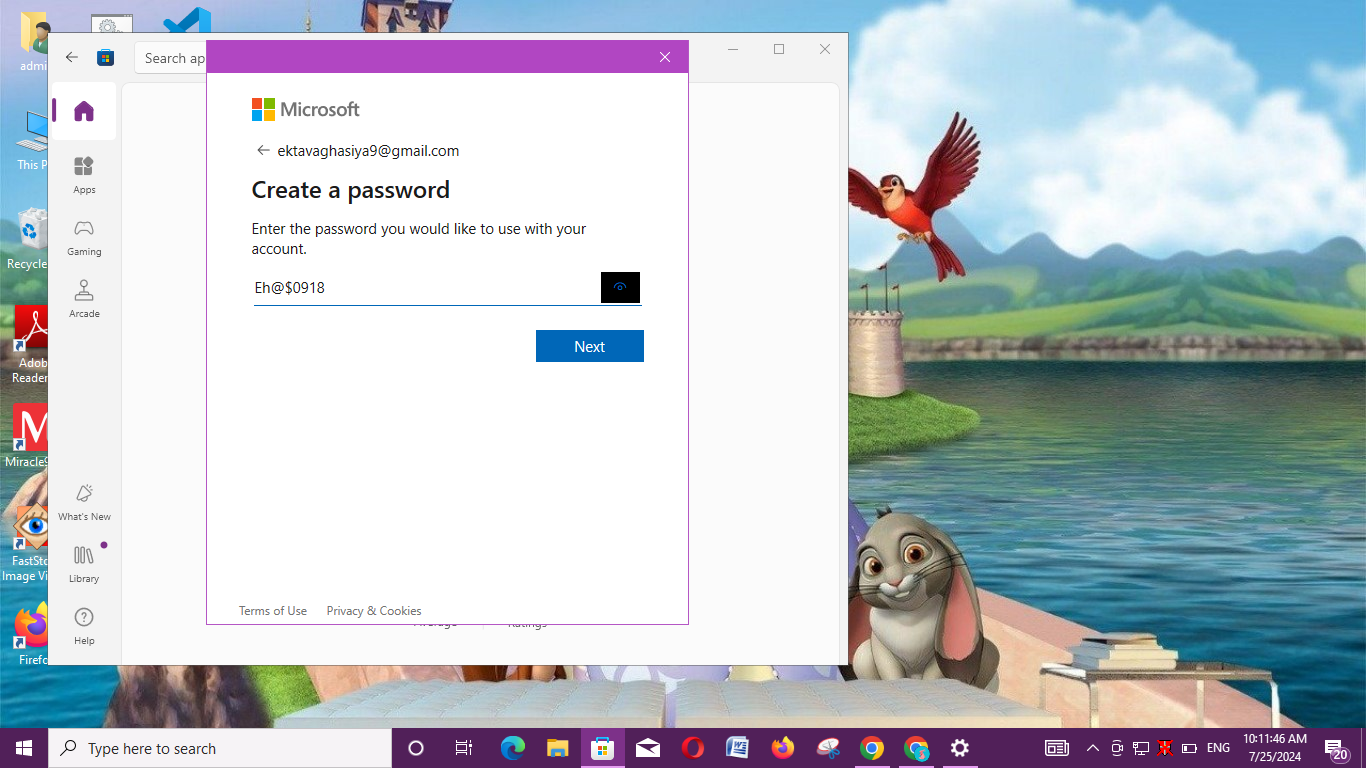 admi
Search ap
Microsoft
ektavaghasiya9@gmail.com
Create a password
Enter the password you would like to use with your
account.
Eh@$0918
Next
Terms of Use
Privacy & Cookies
Ratings
Apps
Gaming
Arcade
What's New
Library
Help
This P
Recycle
Adob
Reader
Miracle9
FastSto
Image Vi
Firefo
Type here to search
ENG
10:11:46 AM
7/25/2024
20